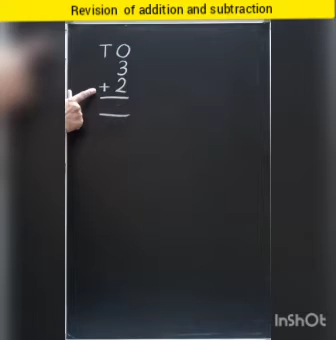 Revision of addition and subtraction
T O
3
+ 2
InShOt